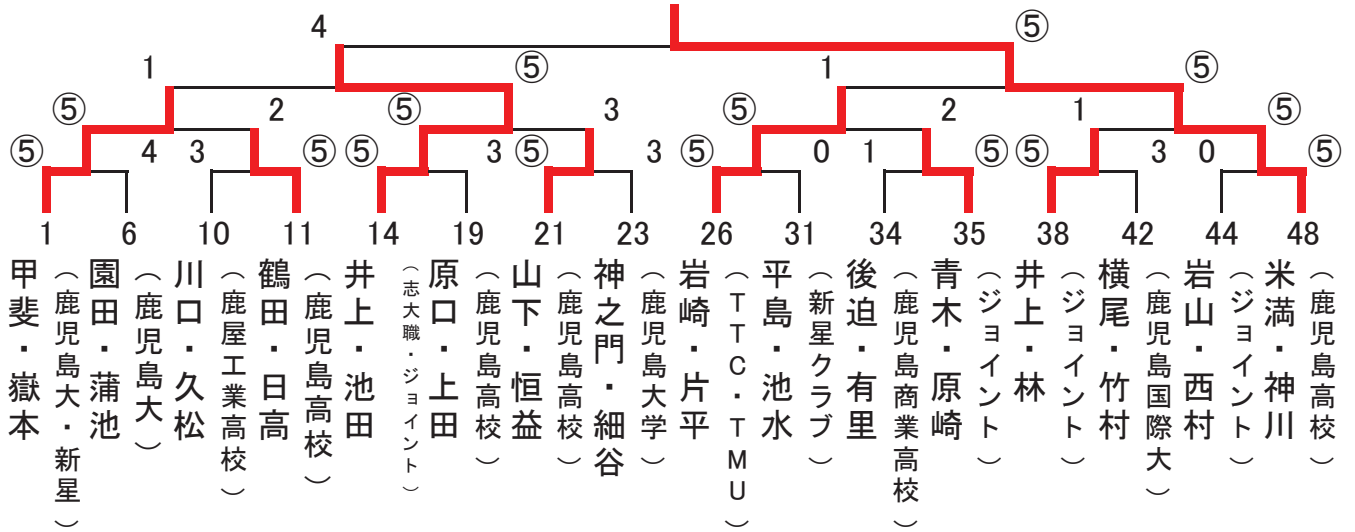 4 ⑤
1 ⑤ 1 ⑤
⑤ 2 ⑤ 3 ⑤ 2 1 ⑤
⑤ 4 3 ⑤ ⑤ 3 ⑤ 3 ⑤ 0 1 ⑤ ⑤ 3 0 ⑤
1 6 10 11 14 19 21 23 26 31 34 35 38 42 44 48
甲斐・嶽本
（鹿児島大・新星）
園田・蒲池
（鹿児島大）
川口・久松
（鹿屋工業高校）
鶴田・日高
（鹿児島高校）
井上・池田
（志大職・ジョイント）
原口・上田
（鹿児島高校）
山下・恒益
（鹿児島高校）
神之門・細谷
（鹿児島大学）
岩崎・片平
（TTC・TMU）
平島・池水
（新星クラブ）
後迫・有里
（鹿児島商業高校）
青木・原崎
（ジョイント）
井上・林
（ジョイント）
横尾・竹村
（鹿児島国際大）
岩山・西村
（ジョイント）
米満・神川
（鹿児島高校）